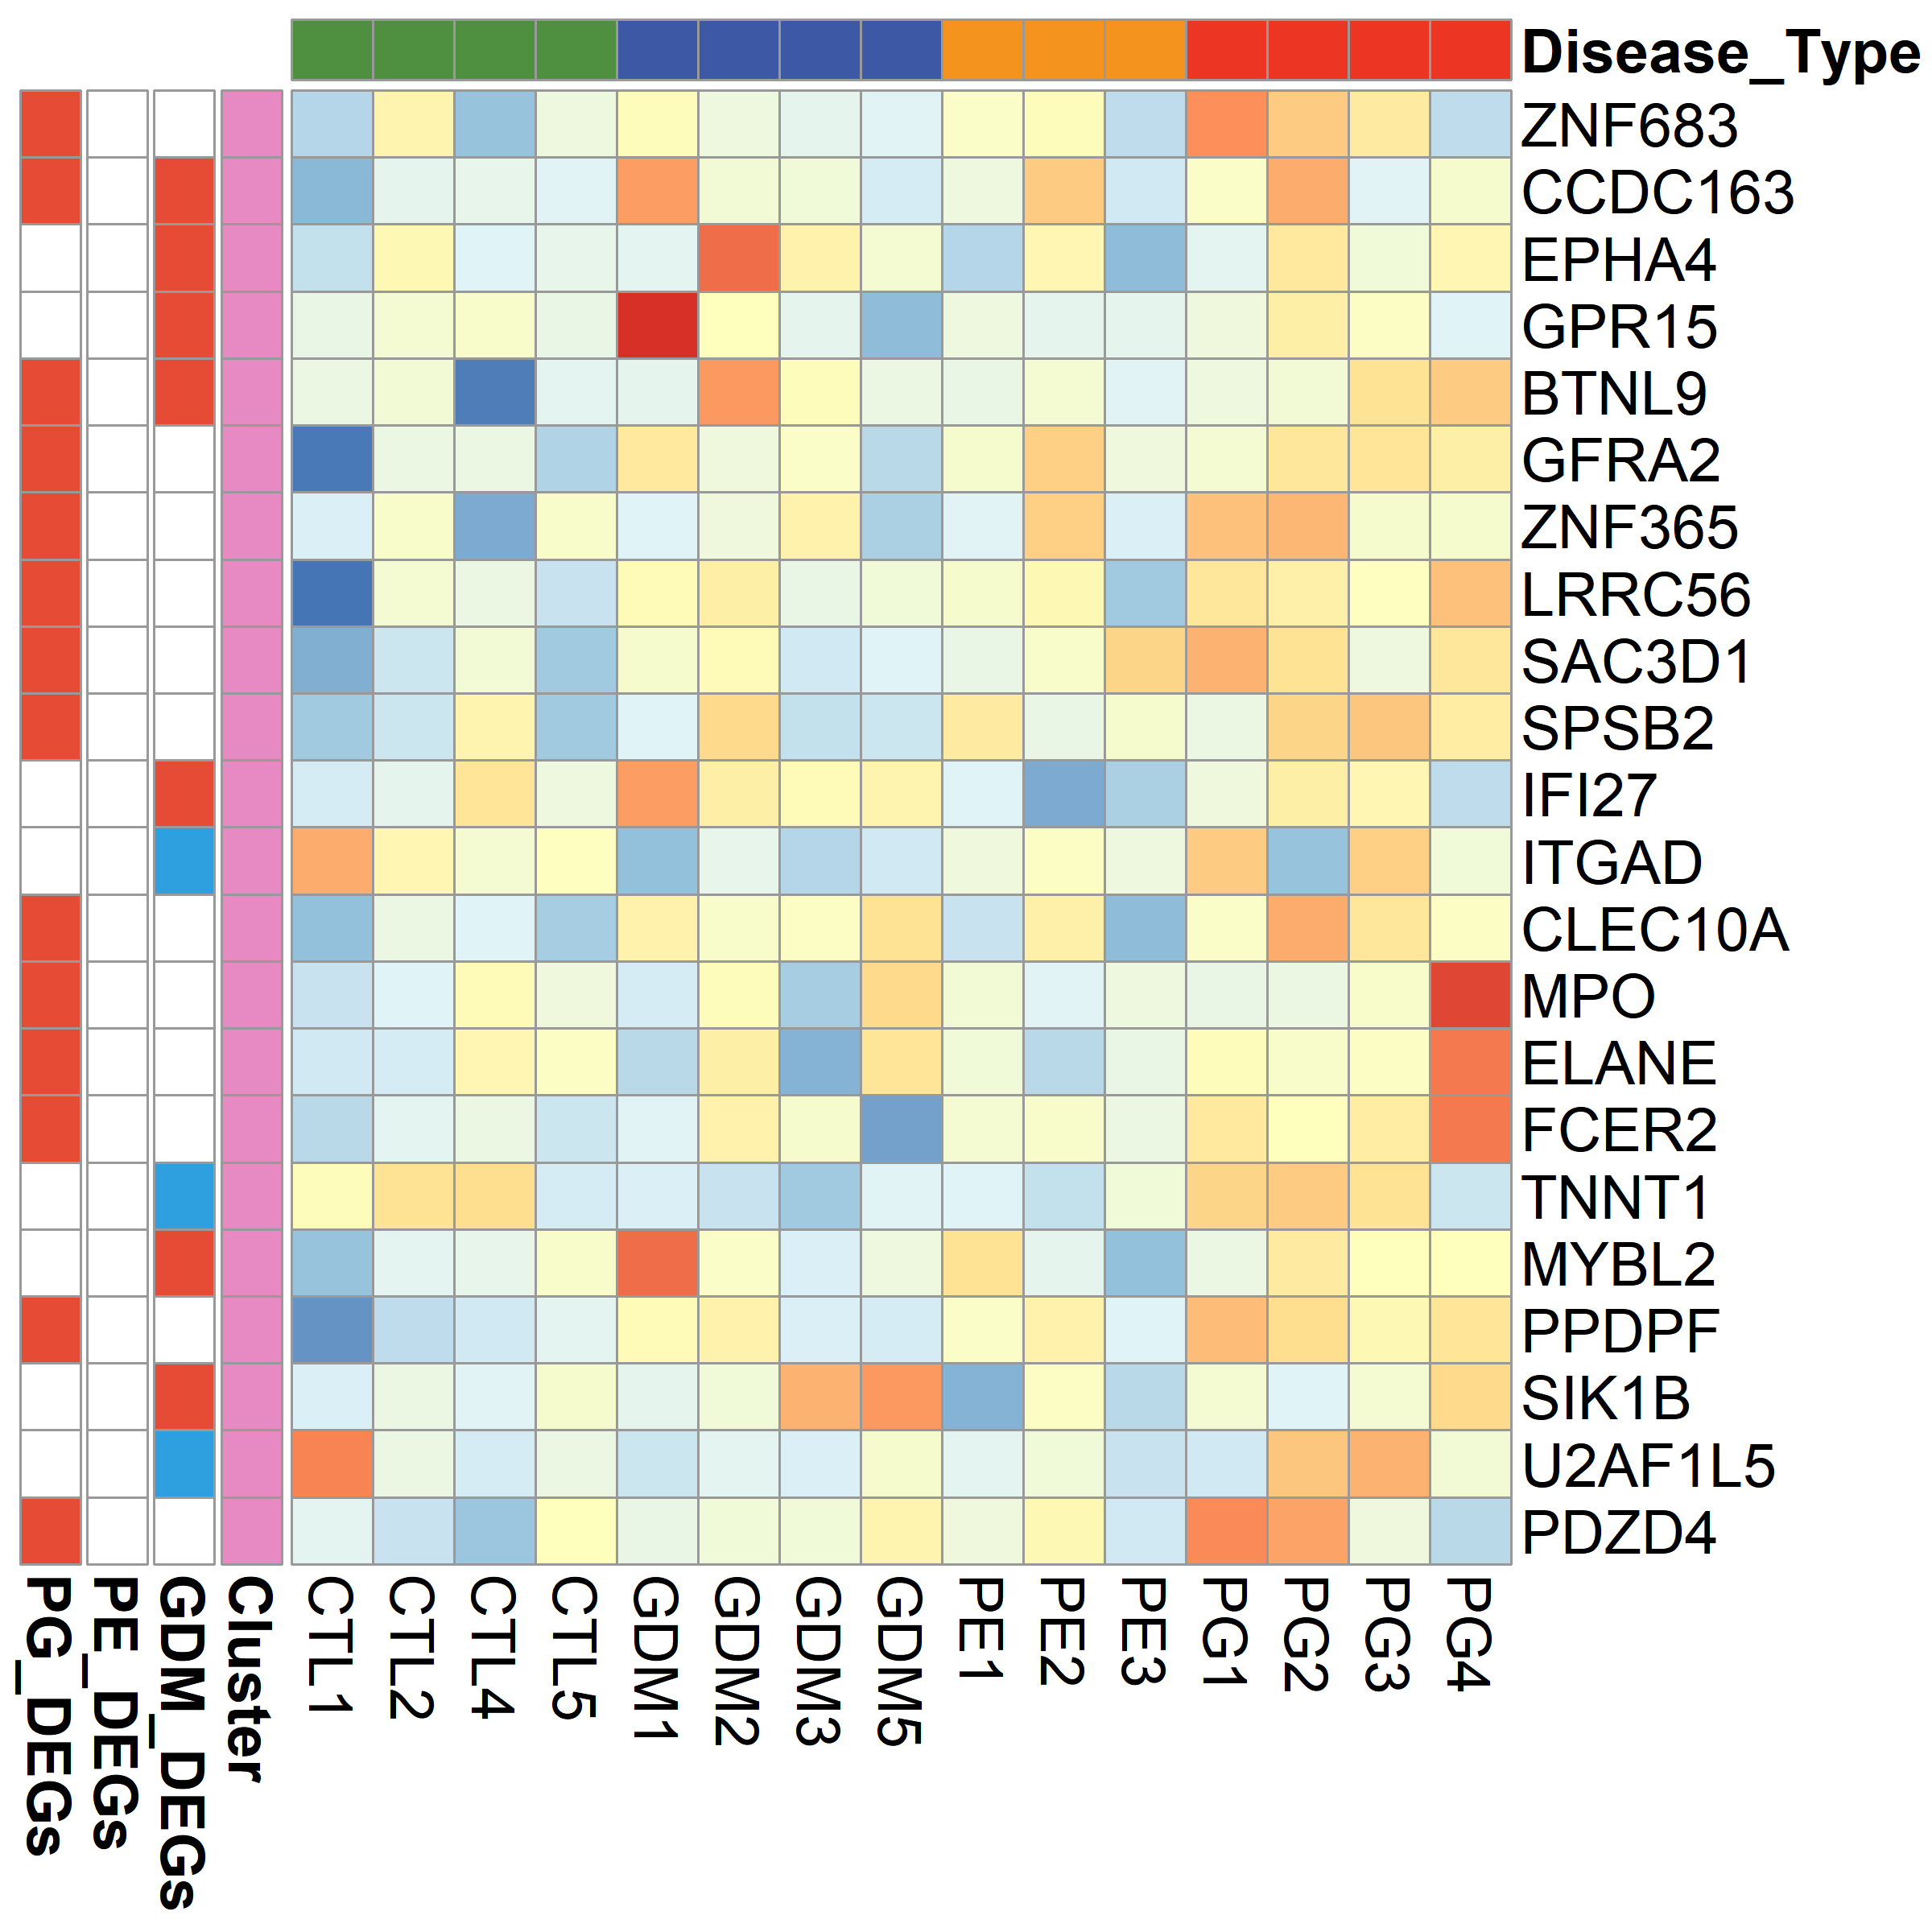 Disease_Type
ZNF683
CCDC163
EPHA4
GPR15
BTNL9
GFRA2
ZNF365
LRRC56
SAC3D1
SPSB2
IFI27
ITGAD
CLEC10A
MPO
ELANE
FCER2
TNNT1
MYBL2
PPDPF
SIK1B
U2AF1L5
PDZD4
PG_DEGs
PE_DEGs
GDM_DEGs
Cluster
CTL1
CTL2
CTL4
CTL5
GDM1
GDM2
GDM3
GDM5
PE1
PE2
PE3
PG1
PG2
PG3
PG4